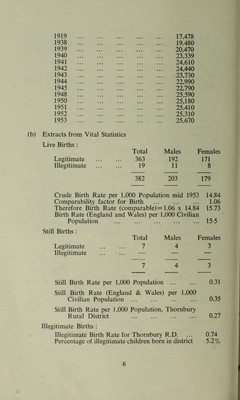 1919 ... ... ... ... ... 17,478
1938 ... ... ... ... ... 19,480
1939 ... ... ... ... ... 20,470
1940 ... ... ... ... ... 23,339
1941 ... ... ... ... ... 24,610
1942 ... ... ... ... ... 24,440
1943 ... ... ... ... ... 23,730
1944 ... ... ... ... ... 22,990
1945 ... ... ... ... ... 22,790
1948 ... ... ... ... ... 25,590
1950 ... ... ... ... ... 25,180
1951 ... ... ... ... ... 25,410
1952 ... ... ... ... ... 25,310
1953 ... ... ... ... ... 25,670
(b) Extracts from Vital Statistics
Live Births :
Total Males Females
Legitimate ... ... 363 192 171
Illegitimate ... ... 19 11 8
382 203 179
Crude Birth Rate per 1,000 Population mid 1953 14.84
Comparability factor for Birth ... ... ... 1.06
Therefore Birth Rate (comparable)=1.06 x 14.84 15.73
Birth Rate (England and Wales) per 1,000 Civilian
Population ... ... ... ... ... 15.5
Still Births :
Total Males Females
Legitimate ... ... 7 4 3
Illegitimate ... ... — — —
7 4 3
Still Birth Rate per 1,000 Population ... ... 0.31
Still Birth Rate (England & Wales) per 1,000
Civilian Population ... ... ... ... 0.35
Still Birth Rate per 1,000 Population, Thornbury
Rural District ... ... ... ... 0.27
Illegitimate Births :
Illegitimate Birth Rate for Thornbury R.D. ... 0.74
Percentage of illegitimate children born in district 5.2%
6